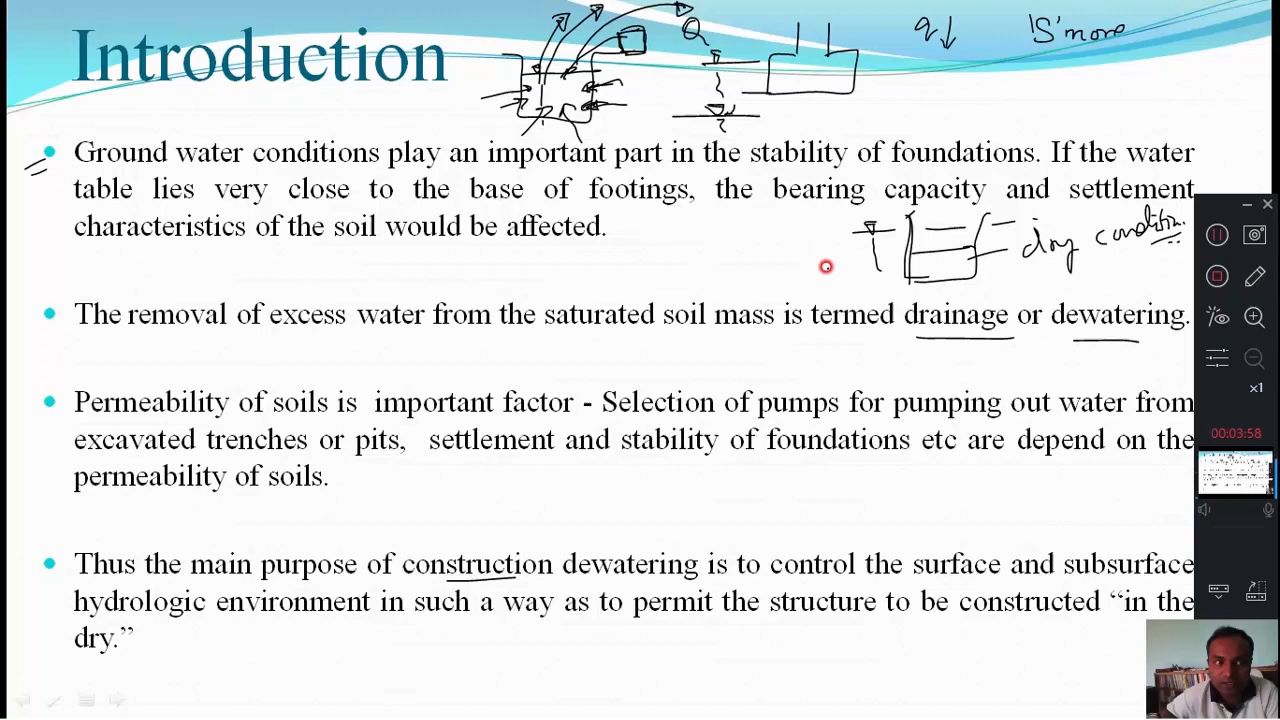 Introduction
Q
q↓ 'S' more
Ground water conditions play an important part in the stability of foundations. If the water
table lies very close to the base of footings, the bearing capacity and settlement
characteristics of the soil would be affected.
dry condition
The removal of excess water from the saturated soil mass is termed drainage or dewatering.
Permeability of soils is important factor - Selection of pumps for pumping out water from
excavated trenches or pits, settlement and stability of foundations etc are depend on the
permeability of soils.
Thus the main purpose of construction dewatering is to control the surface and subsurface
hydrologic environment in such a way as to permit the structure to be constructed “in the
dry.”
×1
00:03:58